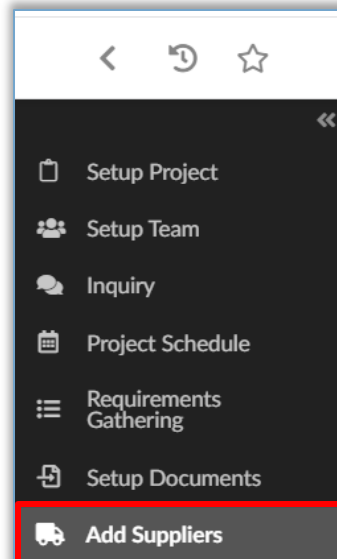 Setup Project
Setup Team
Inquiry
Project Schedule
Requirements
Gathering
Setup Documents
Add Suppliers